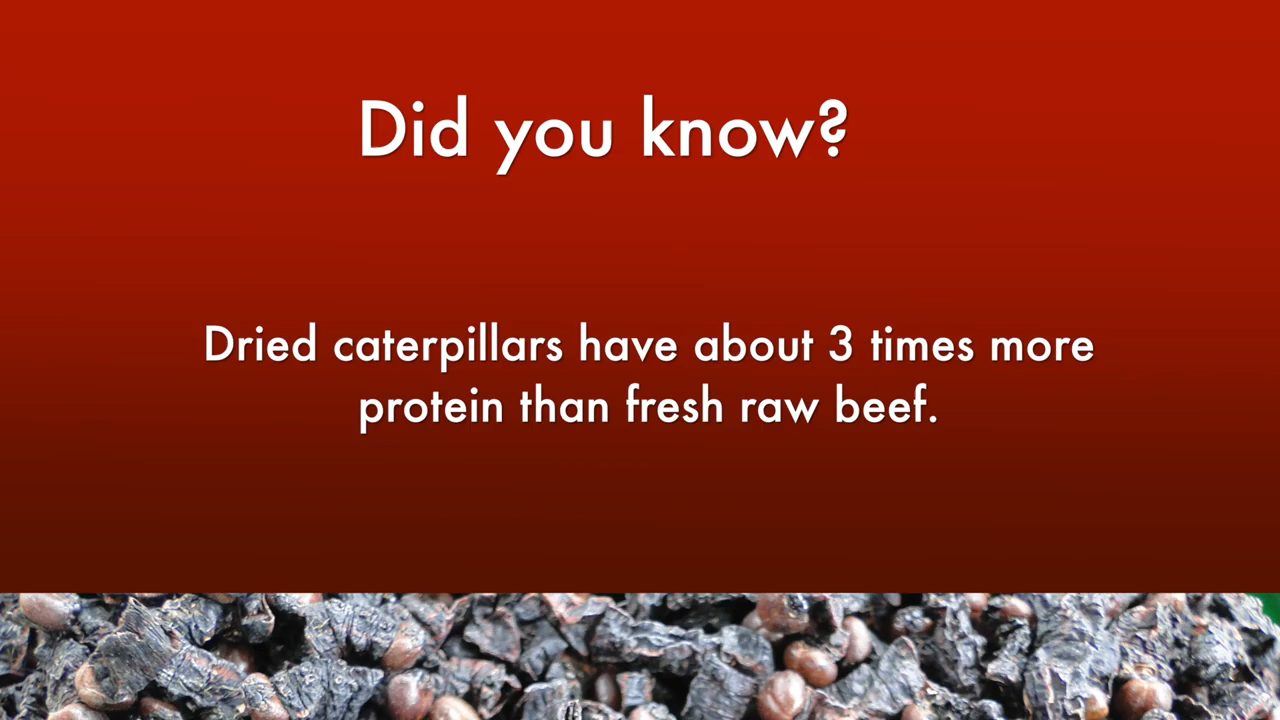 Did you know?
Dried caterpillars have about 3 times more
protein than fresh raw beef.